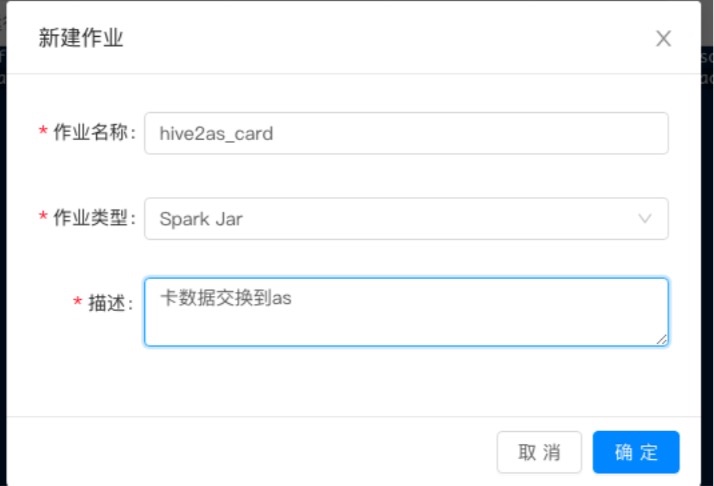 新建作业
* 作业名称: hive2as_card
* 作业类型: Spark Jar
* 描述: 卡数据交换到as
取 消 确 定